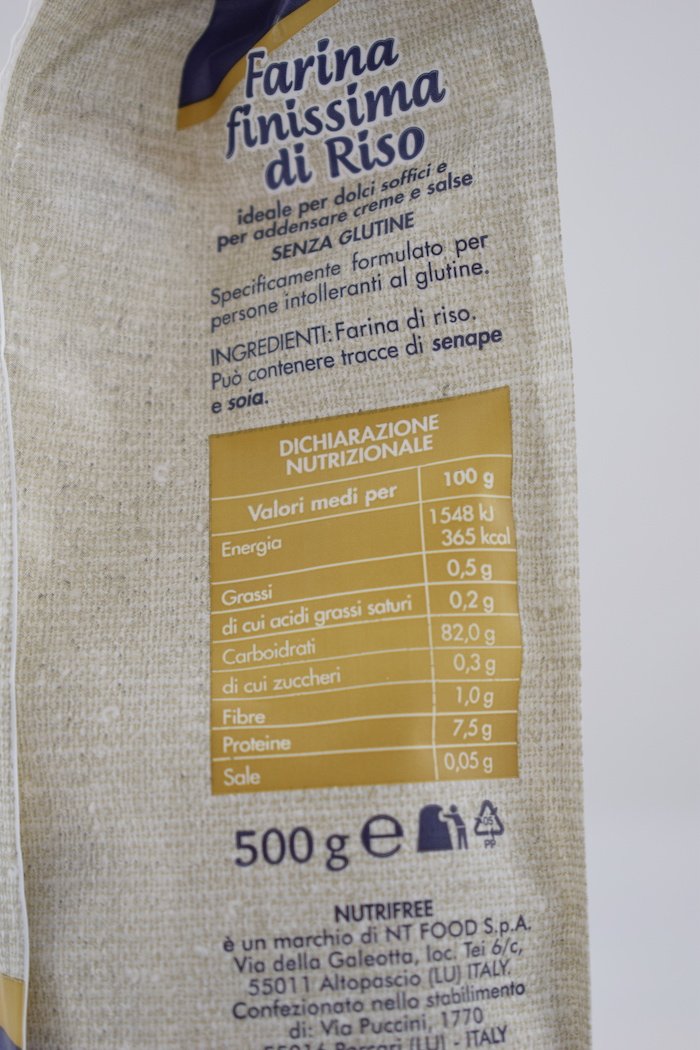 Farina
finissima
di Riso
ideale per dolci soffici e
per addensare creme e salse
SENZA GLUTINE
Specificamente formulato per
persone intolleranti al glutine.
INGREDIENTI: Farina di riso.
Può contenere tracce di senape
e soia.
DICHIARAZIONE
NUTRIZIONALE
Valori medi per 100 g
Energia 1548 kJ
365 kcal
Grassi 0,5 g
di cui acidi grassi saturi 0,2 g
Carboidrati 82,0 g
di cui zuccheri 0,3 g
Fibre 1,0 g
Proteine 7,5 g
Sale 0,05 g
500 g e
05
PP
NUTRIFREE
è un marchio di NT FOOD S.p.A.
Via della Galeotta, loc. Tei 6/c,
55011 Altopascio (LU) ITALY.
Confezionato nello stabilimento
di: Via Puccini, 1770
55016 Porcari (LU) - ITALY